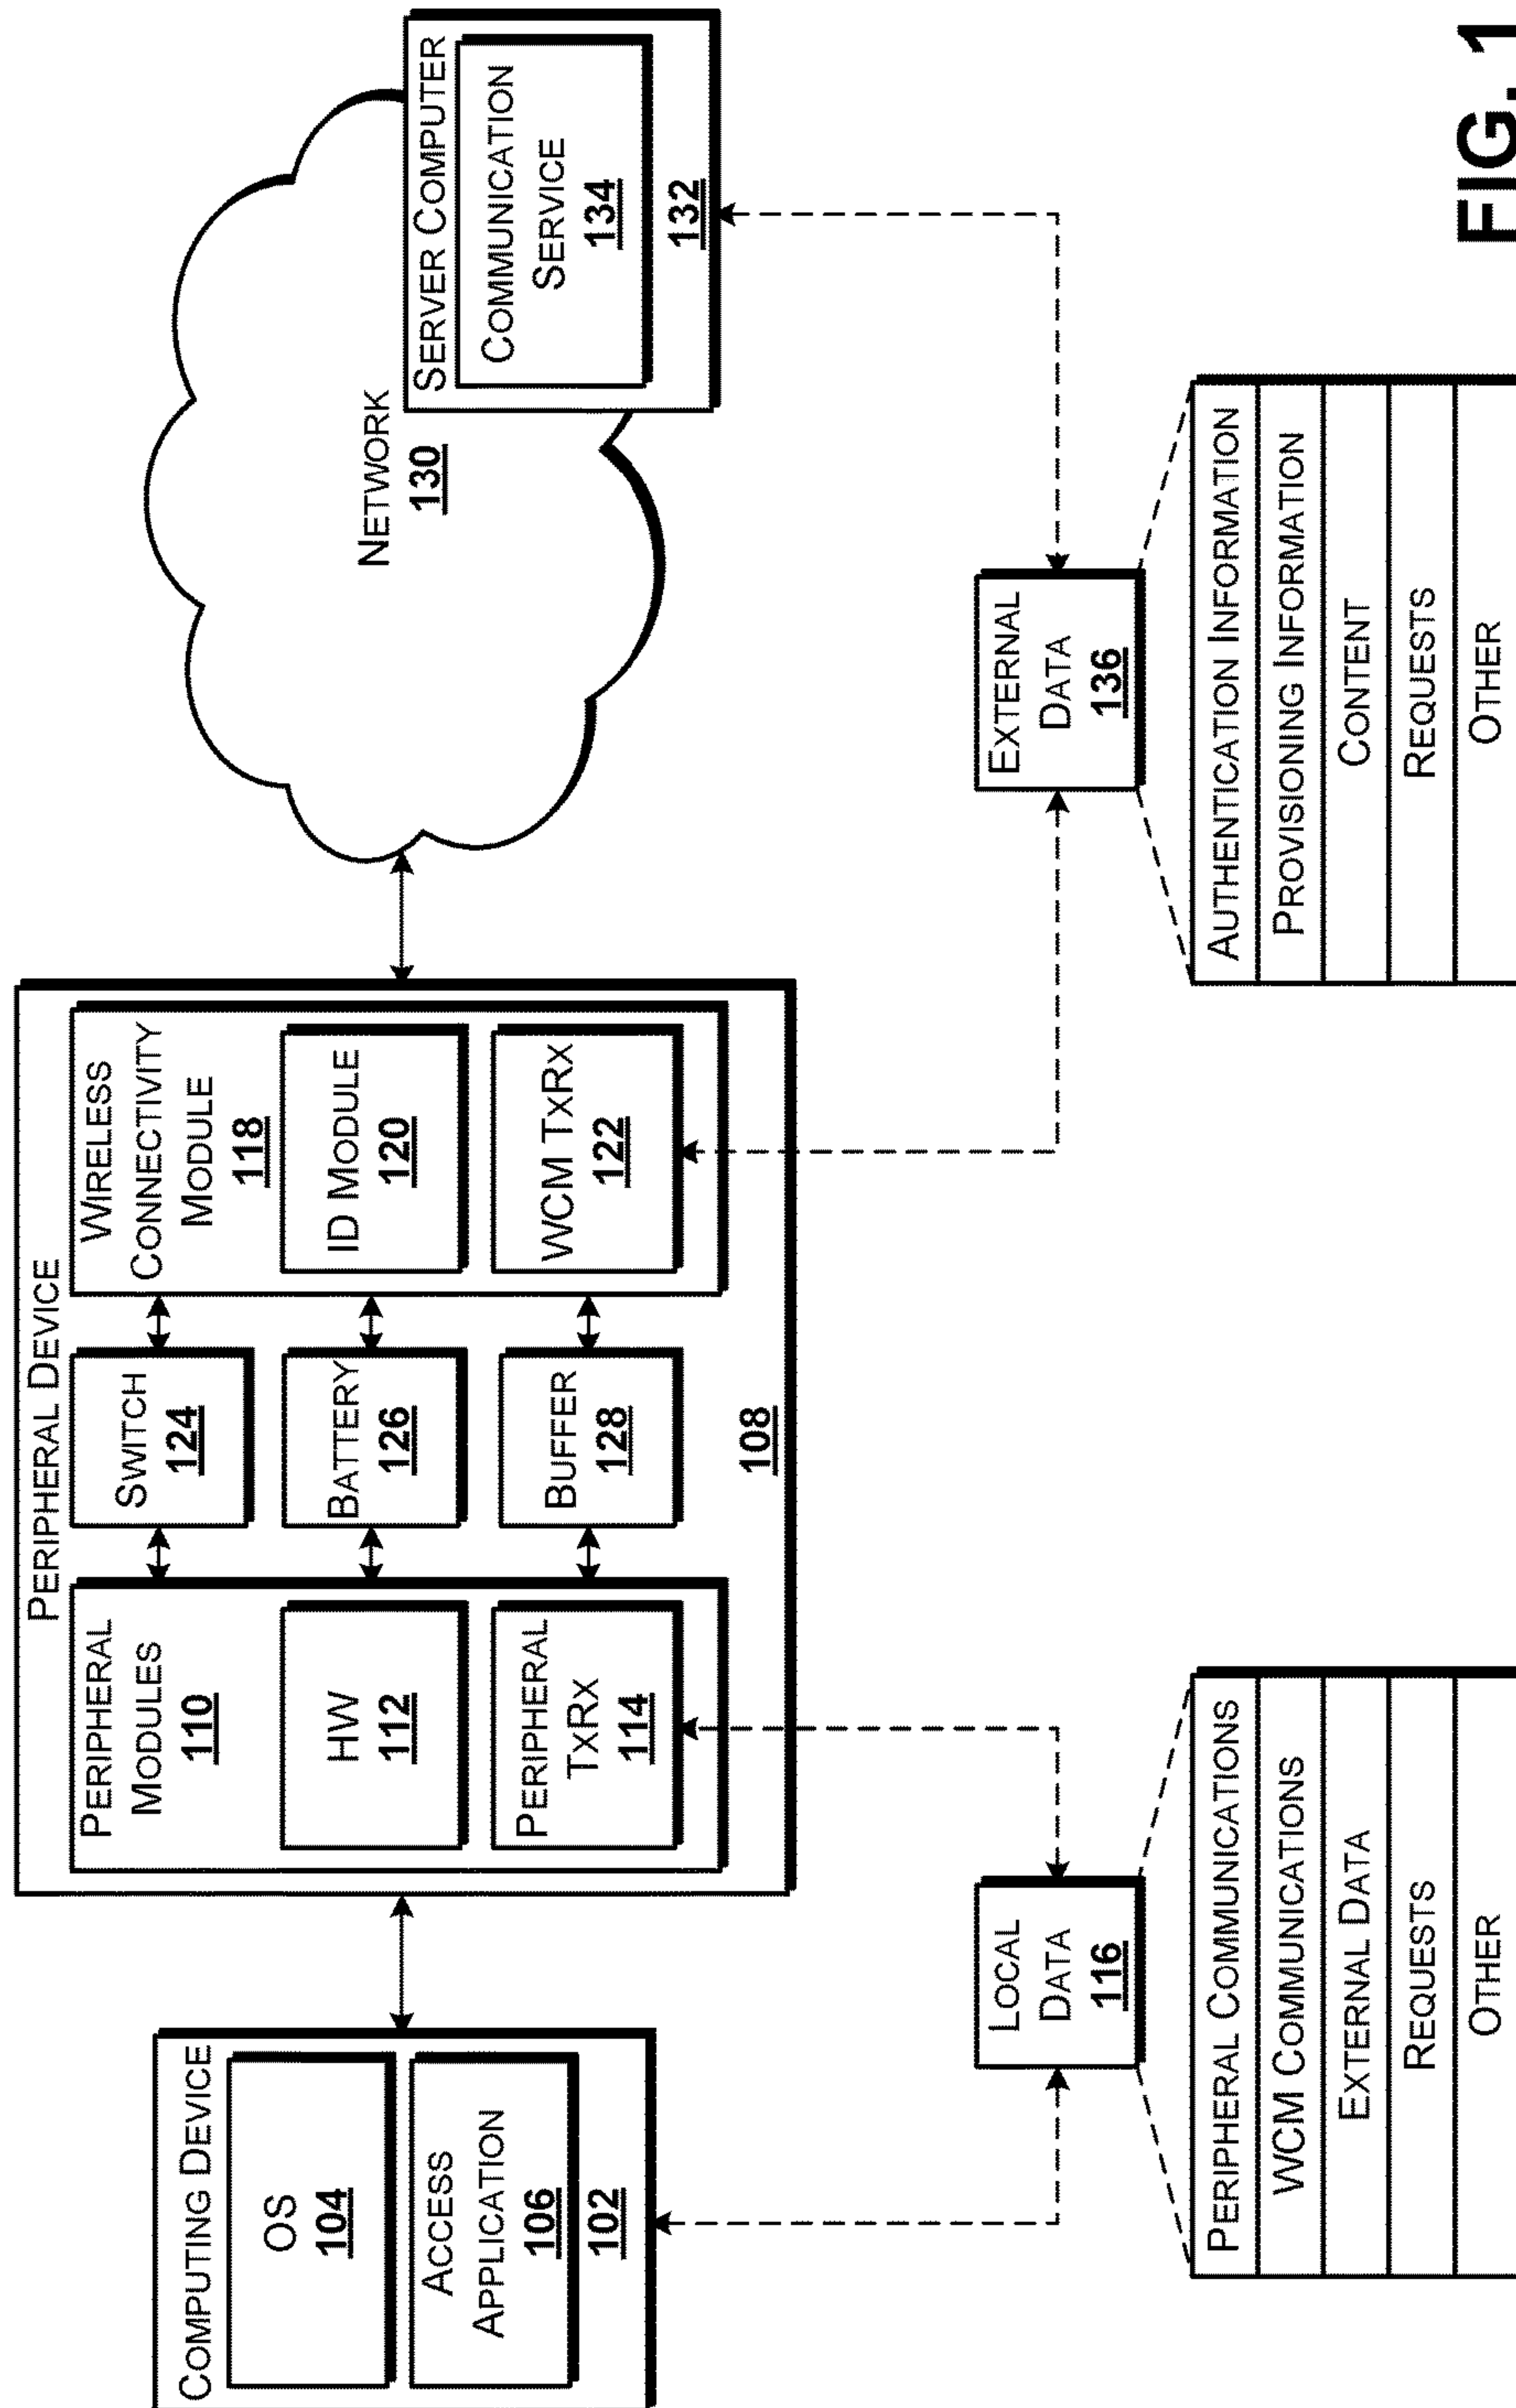 COMPUTING DEVICE
OS
104
ACCESS
APPLICATION
106
102
PERIPHERAL DEVICE
PERIPHERAL
MODULES
110
HW
112
PERIPHERAL
TXRX
114
SWITCH
124
BATTERY
126
BUFFER
128
108
WIRELESS
CONNECTIVITY
MODULE
118
ID MODULE
120
WCM TXRX
122
NETWORK
130
SERVER COMPUTER
COMMUNICATION
SERVICE
134
132
LOCAL
DATA
116
PERIPHERAL COMMUNICATIONS
WCM COMMUNICATIONS
EXTERNAL DATA
REQUESTS
OTHER
EXTERNAL
DATA
136
AUTHENTICATION INFORMATION
PROVISIONING INFORMATION
CONTENT
REQUESTS
OTHER
FIG. 1